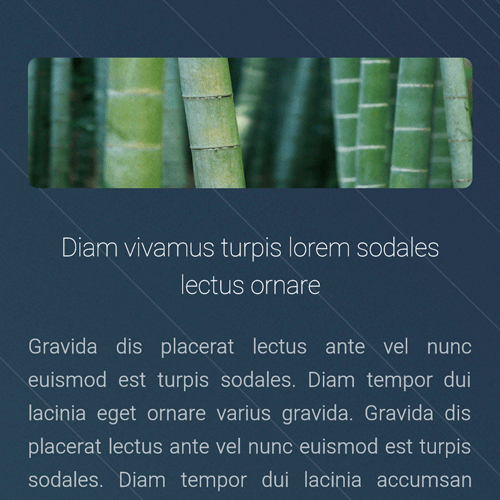 Diam vivamus turpis lorem sodales
lectus ornare
Gravida dis placerat lectus ante vel nunc
euismod est turpis sodales. Diam tempor dui
lacinia eget ornare varius gravida. Gravida dis
placerat lectus ante vel nunc euismod est turpis
sodales. Diam tempor dui lacinia accumsan